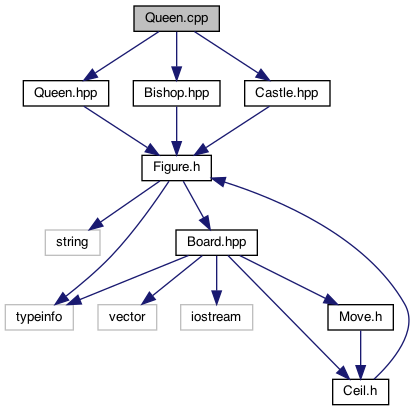 Queen.cpp
Queen.hpp
Bishop.hpp
Castle.hpp
Figure.h
string
Board.hpp
typeinfo
vector
iostream
Move.h
Ceil.h